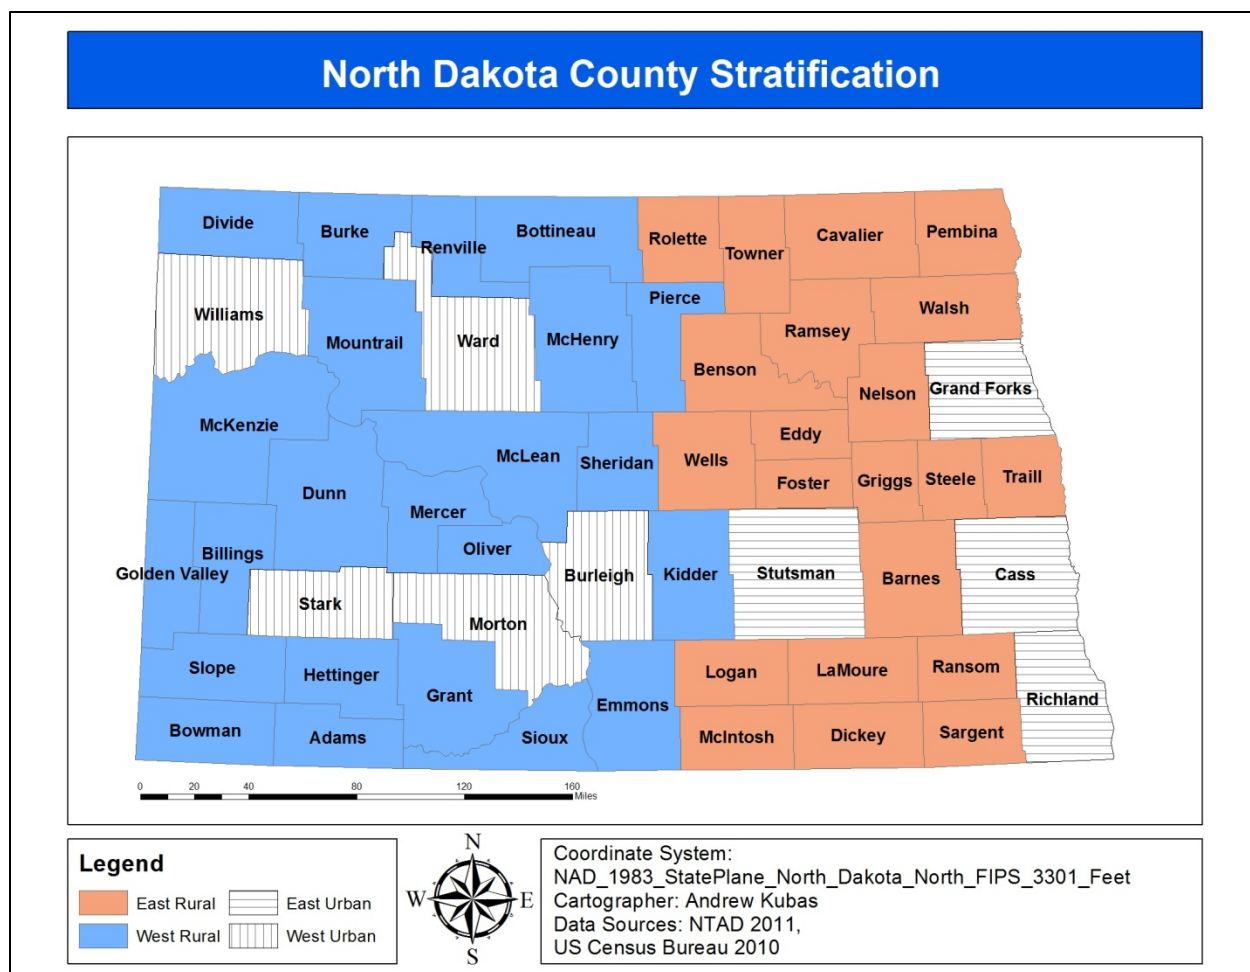 North Dakota County Stratification
Divide
Burke
Renville
Bottineau
Rolette
Towner
Cavalier
Pembina
Williams
Mountrail
Ward
McHenry
Pierce
Benson
Ramsey
Walsh
Nelson
Grand Forks
McKenzie
Dunn
McLean
Sheridan
Wells
Eddy
Foster
Griggs
Steele
Traill
Mercer
Oliver
Golden Valley
Billings
Stark
Morton
Burleigh
Kidder
Stutsman
Barnes
Cass
Slope
Hettinger
Grant
Emmons
Logan
LaMoure
Ransom
Richland
Bowman
Adams
Sioux
McIntosh
Dickey
Sargent
0 20 40 80 120 160
Miles
Legend
East Rural
East Urban
West Rural
West Urban
N
W E
S
Coordinate System:
NAD_1983_StatePlane_North_Dakota_North_FIPS_3301_Feet
Cartographer: Andrew Kubas
Data Sources: NTAD 2011,
US Census Bureau 2010